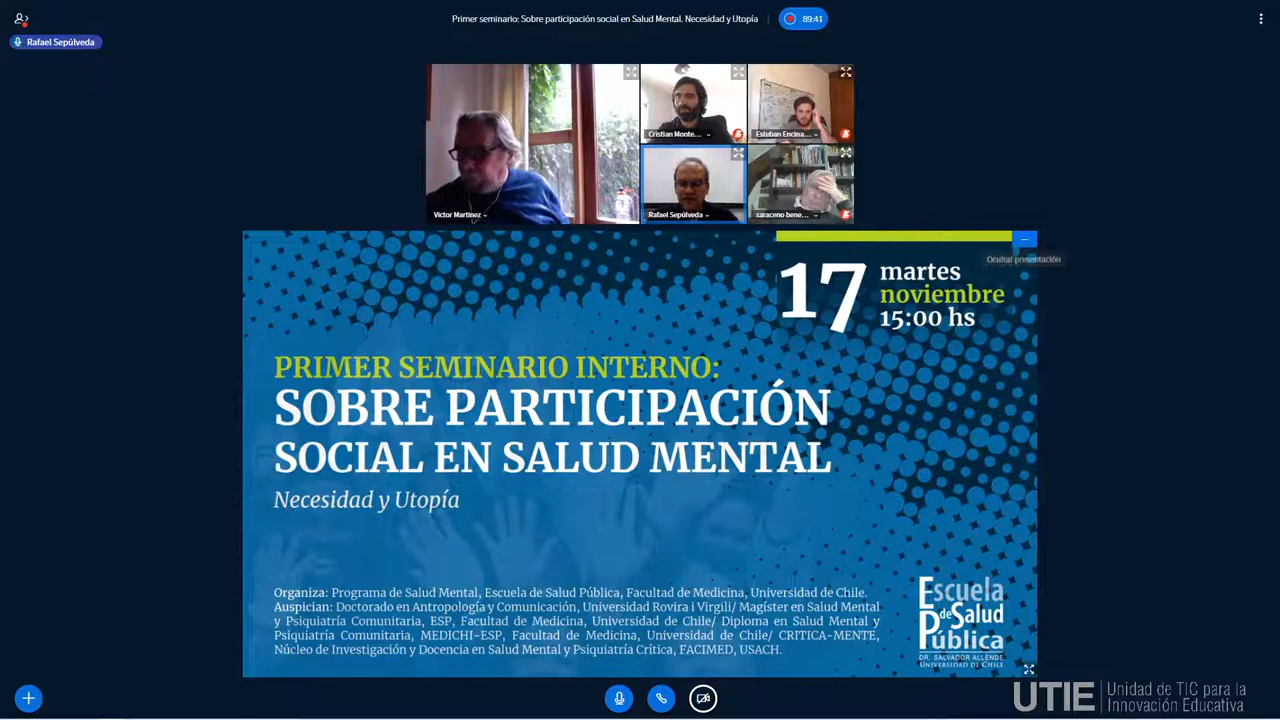 Primer seminario: Sobre participación social en Salud Mental. Necesidad y Utopía
89:41
Rafael Sepúlveda
Victor Martínez
Cristian Monte...
Esteban Encina...
Rafael Sepúlveda
saraceno bene...
Ocultar presentación
17 martes
noviembre
15:00 hs
PRIMER SEMINARIO INTERNO:
SOBRE PARTICIPACIÓN
SOCIAL EN SALUD MENTAL
Necesidad y Utopía
Organiza: Programa de Salud Mental, Escuela de Salud Pública, Facultad de Medicina, Universidad de Chile.
Auspician: Doctorado en Antropología y Comunicación, Universidad Rovira i Virgili/ Magíster en Salud Mental
y Psiquiatría Comunitaria, ESP, Facultad de Medicina, Universidad de Chile/ Diploma en Salud Mental y
Psiquiatría Comunitaria, MEDICHI-ESP, Facultad de Medicina, Universidad de Chile/ CRITICA-MENTE,
Núcleo de Investigación y Docencia en Salud Mental y Psiquiatría Crítica, FACIMED, USACH.
Escuela
de Salud
Pública
DR. SALVADOR ALLENDE
UNIVERSIDAD DE CHILE
UTIE
Unidad de TIC para la
Innovación Educativa